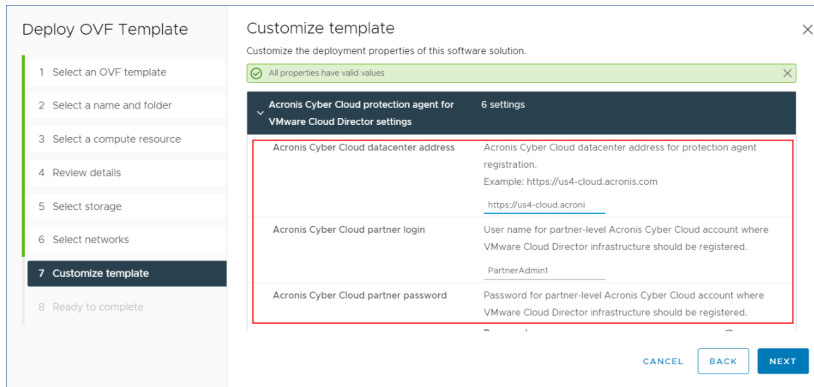 Deploy OVF Template
1 Select an OVF template
2 Select a name and folder
3 Select a compute resource
4 Review details
5 Select storage
6 Select networks
7 Customize template
8 Ready to complete
Customize template
Customize the deployment properties of this software solution.
All properties have valid values
Acronis Cyber Cloud protection agent for
VMware Cloud Director settings
6 settings
Acronis Cyber Cloud datacenter address
Acronis Cyber Cloud datacenter address for protection agent
registration.
Example: https://us4-cloud.acronis.com
https://us4-cloud.acroni
Acronis Cyber Cloud partner login
User name for partner-level Acronis Cyber Cloud account where
VMware Cloud Director infrastructure should be registered.
PartnerAdmin1
Acronis Cyber Cloud partner password
Password for partner-level Acronis Cyber Cloud account where
VMware Cloud Director infrastructure should be registered.
CANCEL
BACK
NEXT